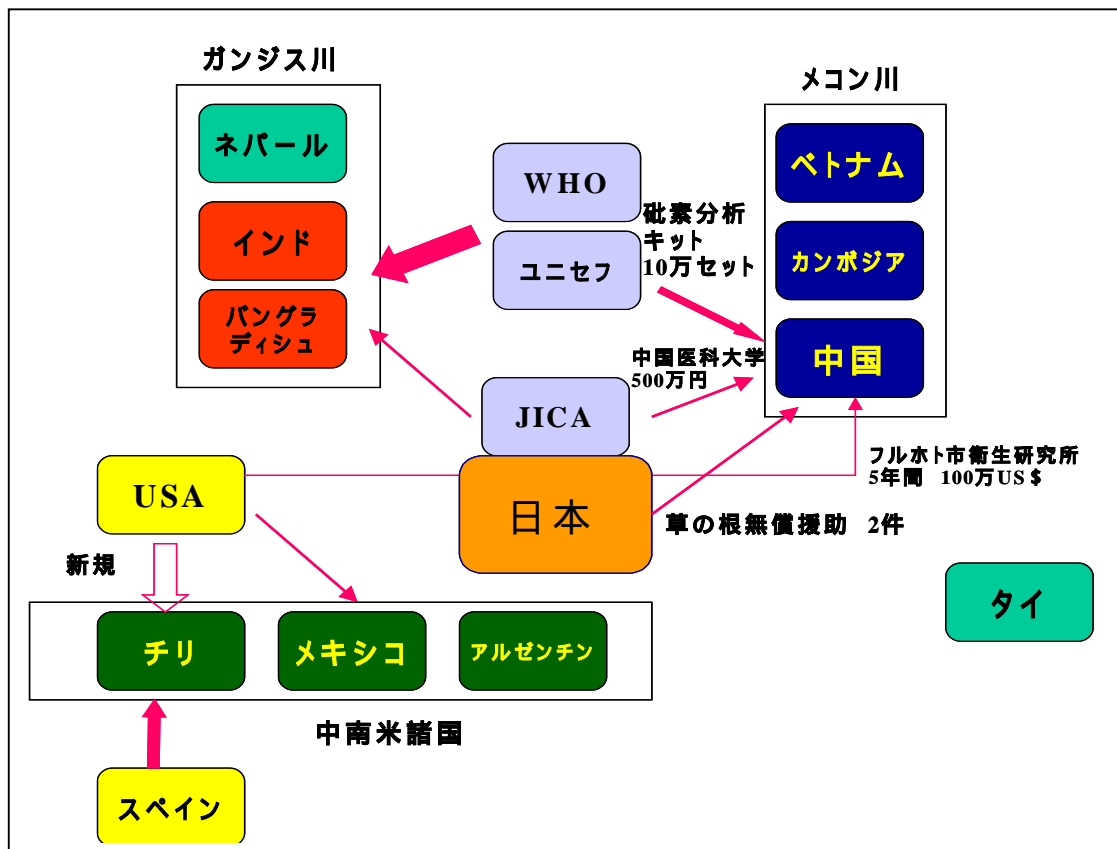 ガンジス川
ネパール
インド
バングラ
ディシュ
WHO
ユニセフ
砒素分析
キット
10万セット
メコン川
ベトナム
カンボジア
中国
中国医科大学
500万円
JICA
日本
フルホト市衛生研究所
5年間 100万US$
草の根無償援助 2件
USA
新規
タイ
チリ
メキシコ
アルゼンチン
中南米諸国
スペイン